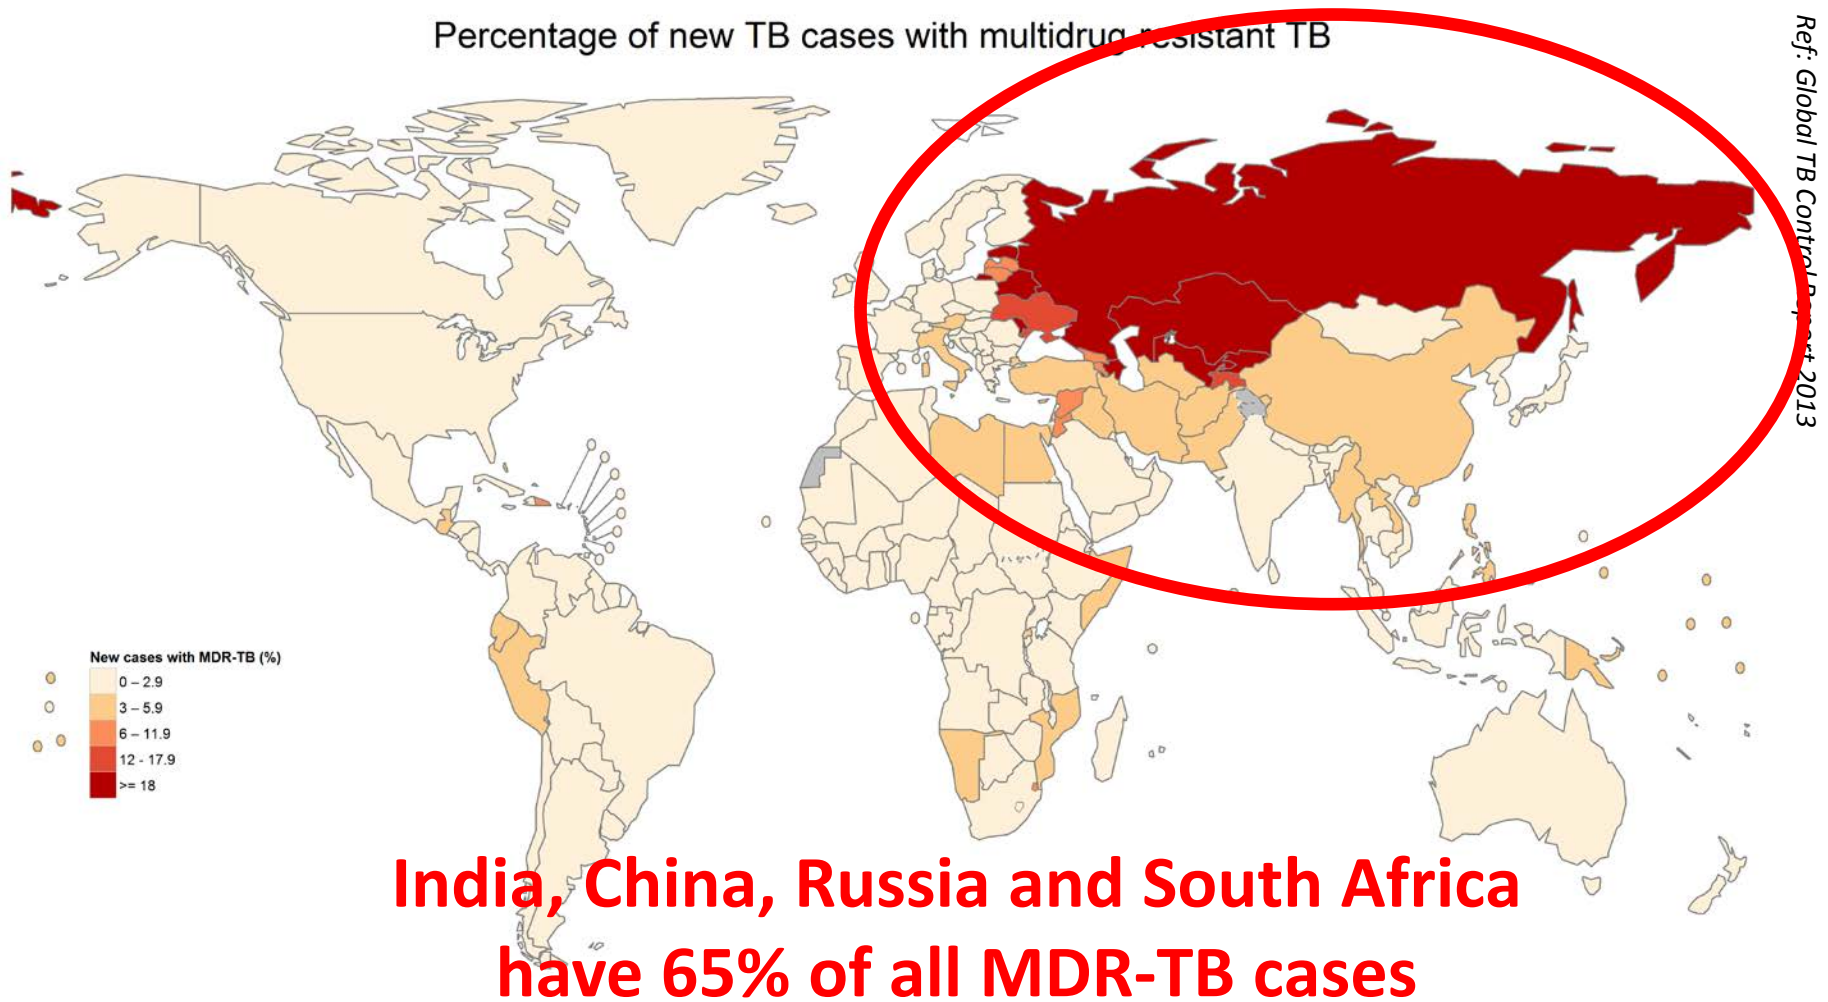 Percentage of new TB cases with multidrug-resistant TB
Ref: Global TB Control Report 2013
New cases with MDR-TB (%)
0 – 2.9
3 – 5.9
6 – 11.9
12 - 17.9
>= 18
India, China, Russia and South Africa
have 65% of all MDR-TB cases